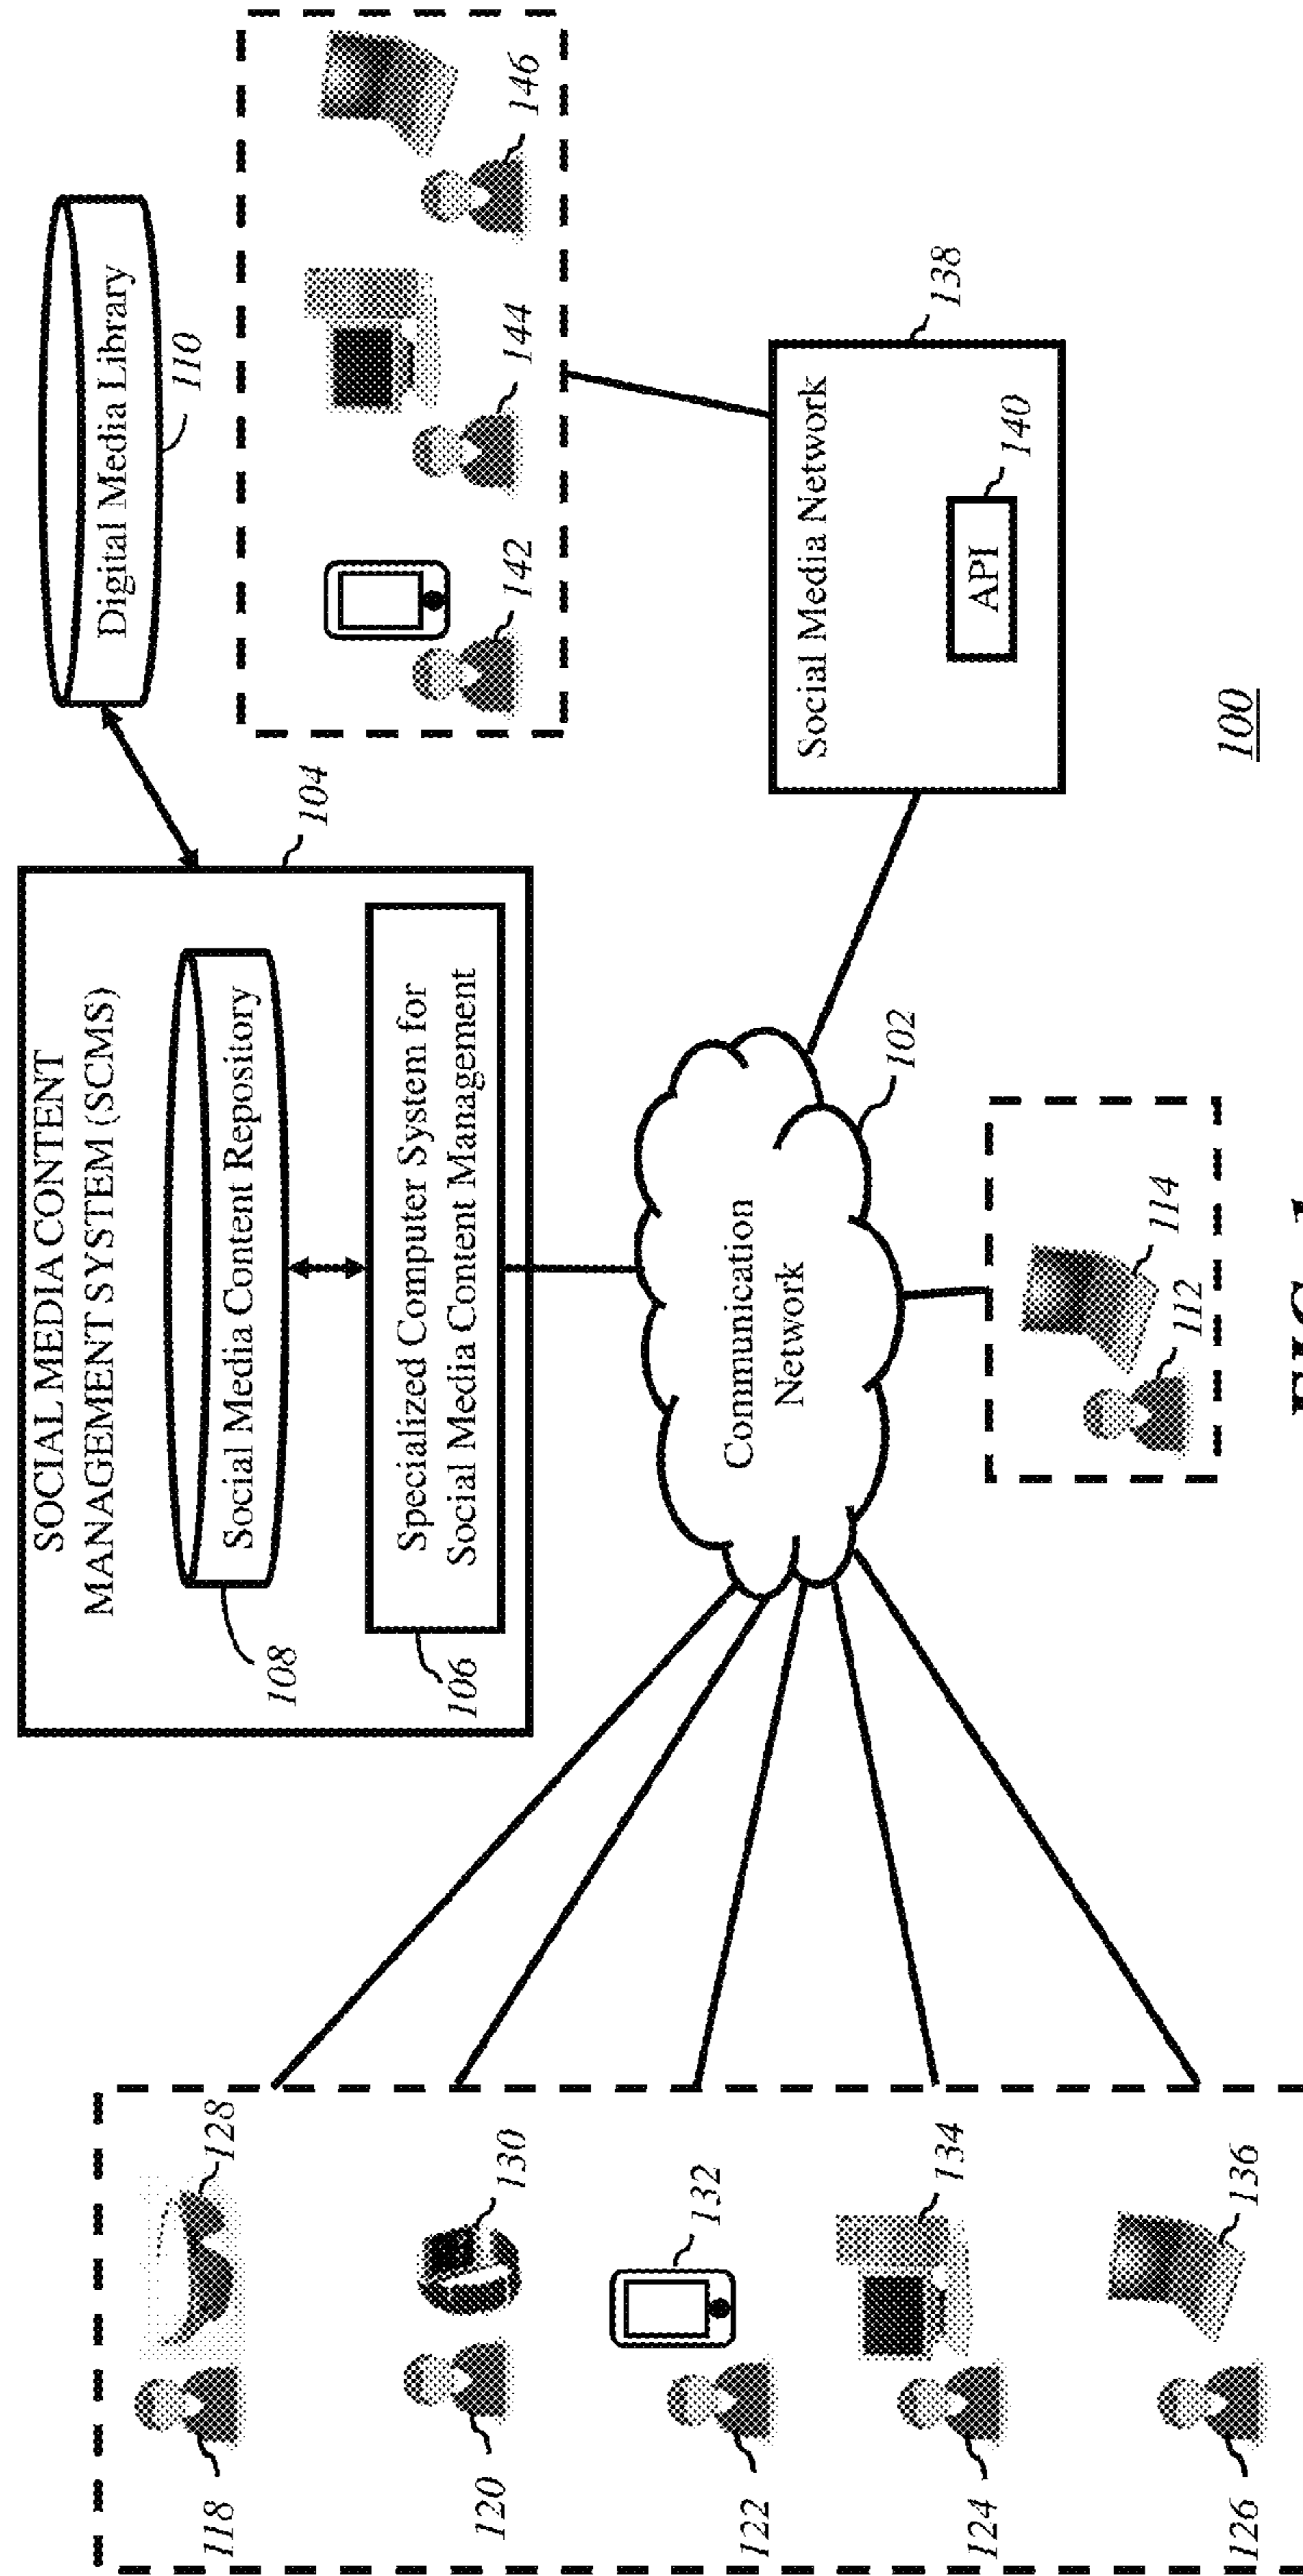 SOCIAL MEDIA CONTENT
MANAGEMENT SYSTEM (SCMS)
Social Media Content Repository
108
Specialized Computer System for
Social Media Content Management
106
104
Digital Media Library
110
142
144
146
118
128
120
130
122
132
124
134
126
136
Communication
Network
102
112
114
Social Media Network
138
API
140
100